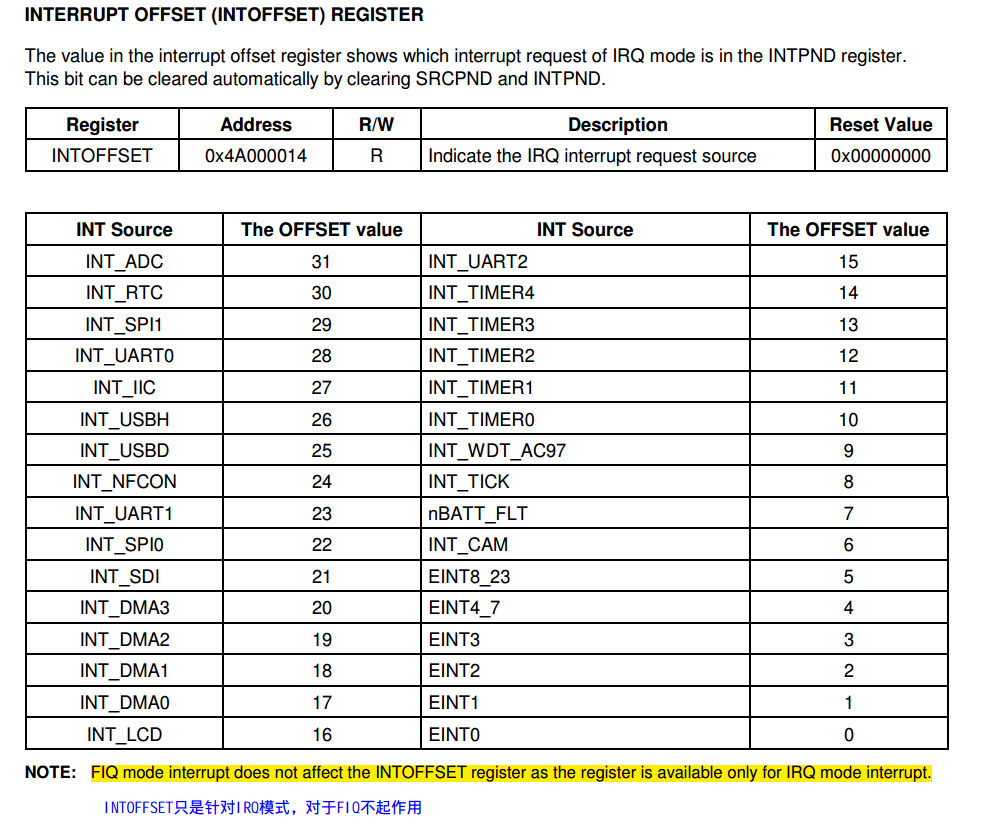 INTERRUPT OFFSET (INTOFFSET) REGISTER
The value in the interrupt offset register shows which interrupt request of IRQ mode is in the INTPND register.
This bit can be cleared automatically by clearing SRCPND and INTPND.
Register Address R/W Description Reset Value
INTOFFSET 0x4A000014 R Indicate the IRQ interrupt request source 0x00000000
INT Source The OFFSET value INT Source The OFFSET value
INT_ADC 31 INT_UART2 15
INT_RTC 30 INT_TIMER4 14
INT_SPI1 29 INT_TIMER3 13
INT_UART0 28 INT_TIMER2 12
INT_IIC 27 INT_TIMER1 11
INT_USBH 26 INT_TIMER0 10
INT_USBD 25 INT_WDT_AC97 9
INT_NFCON 24 INT_TICK 8
INT_UART1 23 nBATT_FLT 7
INT_SPI0 22 INT_CAM 6
INT_SDI 21 EINT8_23 5
INT_DMA3 20 EINT4_7 4
INT_DMA2 19 EINT3 3
INT_DMA1 18 EINT2 2
INT_DMA0 17 EINT1 1
INT_LCD 16 EINT0 0
NOTE: FIQ mode interrupt does not affect the INTOFFSET register as the register is available only for IRQ mode interrupt.
INTOFFSET只是针对IRQ模式，对于FIQ不起作用